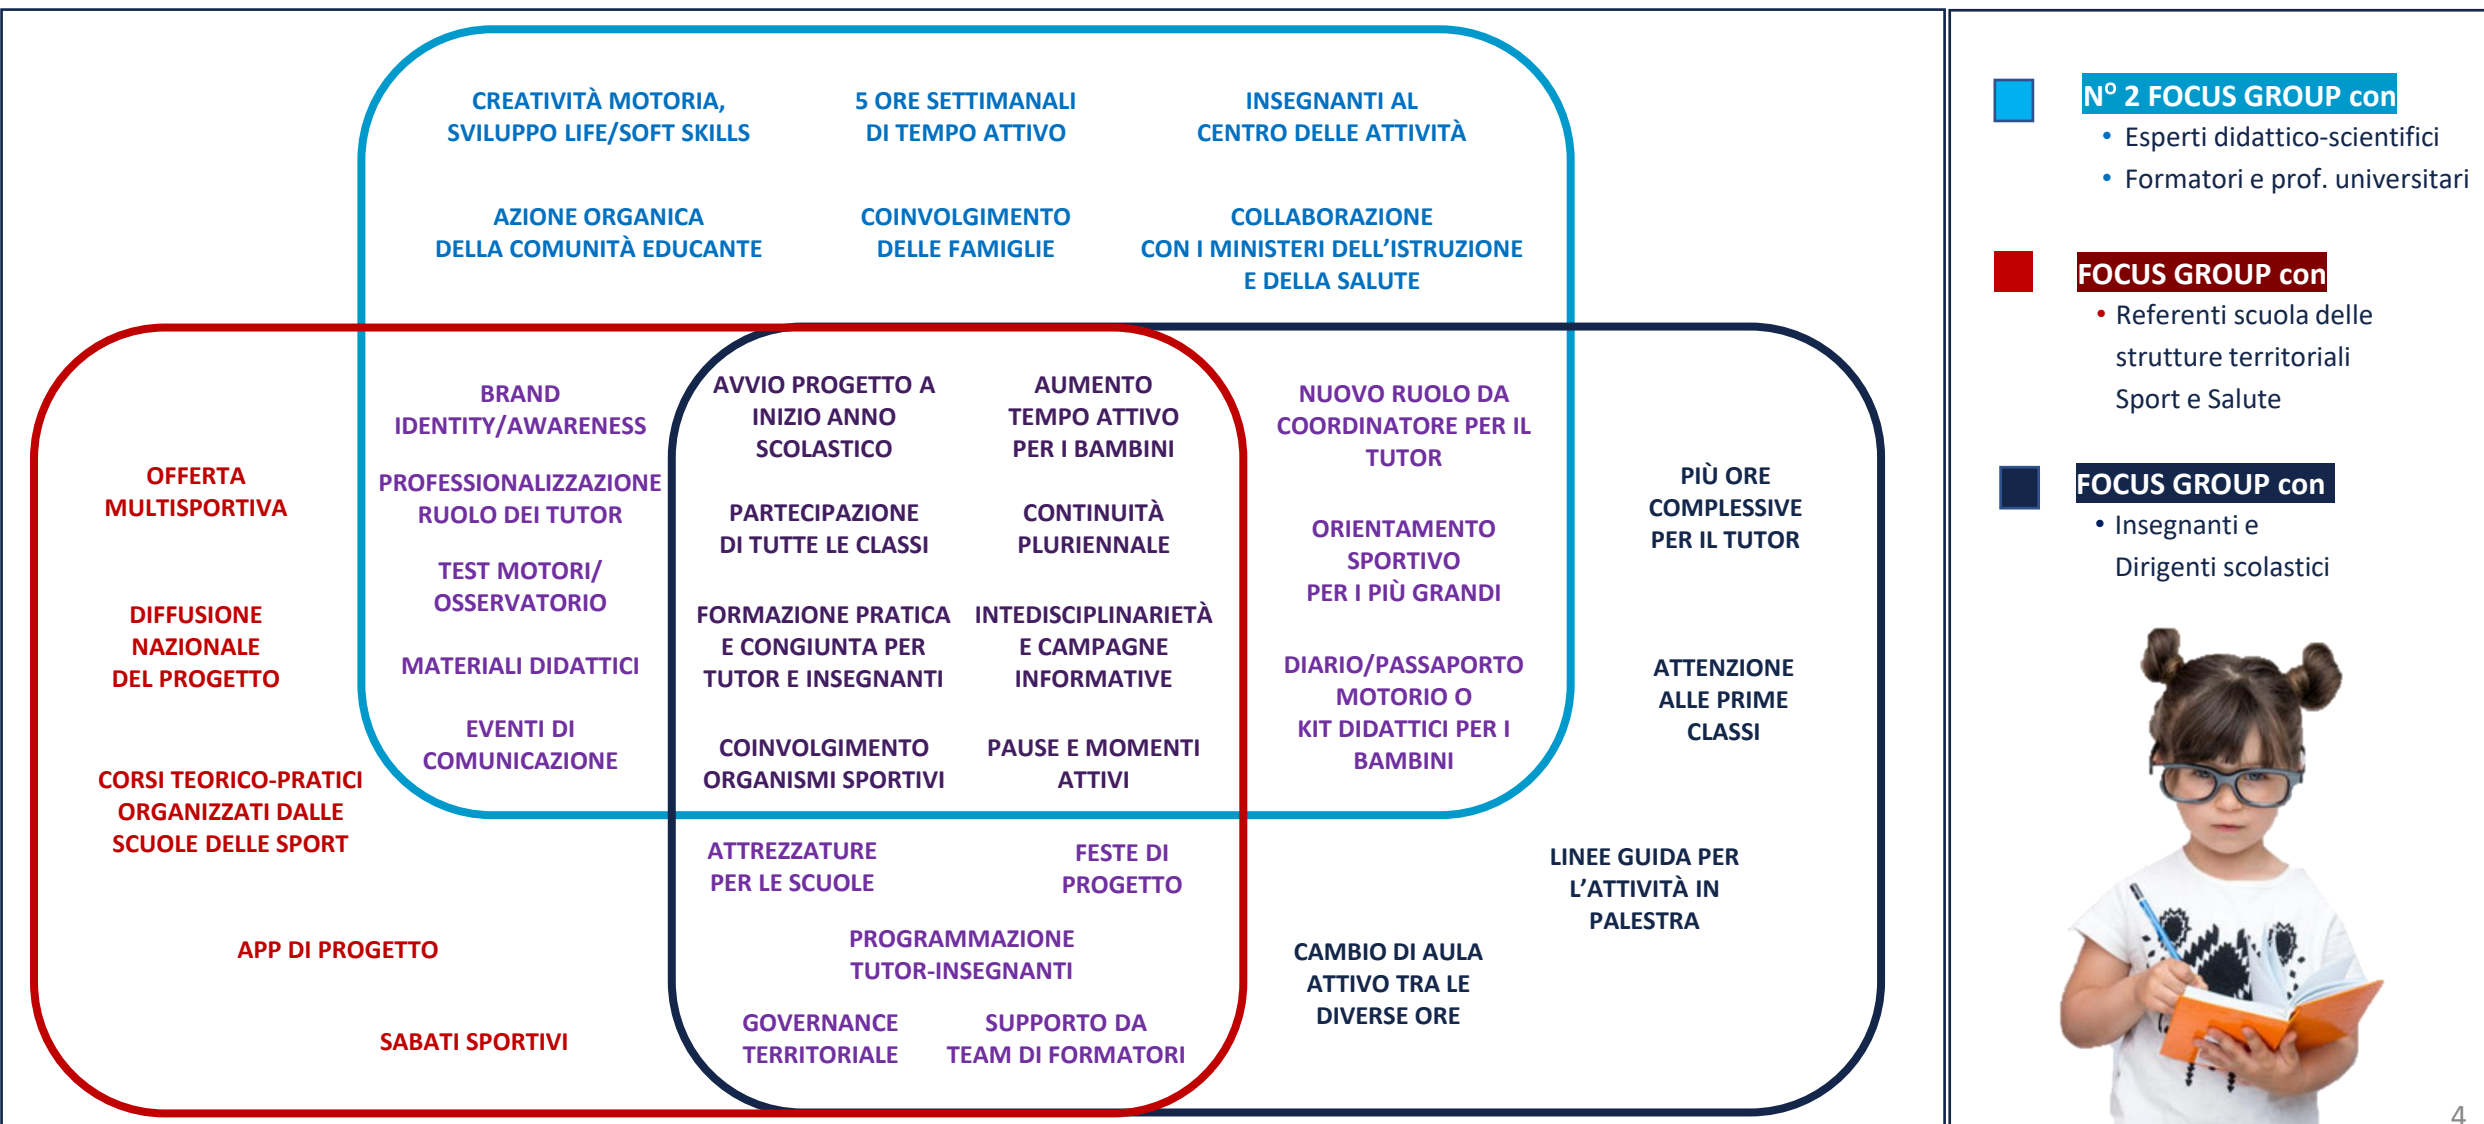 CREATIVITÀ MOTORIA,
SVILUPPO LIFE/SOFT SKILLS
5 ORE SETTIMANALI
DI TEMPO ATTIVO
INSEGNANTI AL
CENTRO DELLE ATTIVITÀ
AZIONE ORGANICA
DELLA COMUNITÀ EDUCANTE
COINVOLGIMENTO
DELLE FAMIGLIE
COLLABORAZIONE
CON I MINISTERI DELL'ISTRUZIONE
E DELLA SALUTE
OFFERTA
MULTISPORTIVA
DIFFUSIONE
NAZIONALE
DEL PROGETTO
CORSI TEORICO-PRATICI
ORGANIZZATI DALLE
SCUOLE DELLE SPORT
APP DI PROGETTO
SABATI SPORTIVI
BRAND
IDENTITY/AWARENESS
PROFESSIONALIZZAZIONE
RUOLO DEI TUTOR
TEST MOTORI/
OSSERVATORIO
MATERIALI DIDATTICI
EVENTI DI
COMUNICAZIONE
AVVIO PROGETTO A
INIZIO ANNO
SCOLASTICO
AUMENTO
TEMPO ATTIVO
PER I BAMBINI
PARTECIPAZIONE
DI TUTTE LE CLASSI
CONTINUITÀ
PLURIENNALE
FORMAZIONE PRATICA
E CONGIUNTA PER
TUTOR E INSEGNANTI
INTEDISCIPLINARIETÀ
E CAMPAGNE
INFORMATIVE
COINVOLGIMENTO
ORGANISMI SPORTIVI
PAUSE E MOMENTI
ATTIVI
ATTREZZATURE
PER LE SCUOLE
FESTE DI
PROGETTO
PROGRAMMAZIONE
TUTOR-INSEGNANTI
GOVERNANCE
TERRITORIALE
SUPPORTO DA
TEAM DI FORMATORI
NUOVO RUOLO DA
COORDINATORE PER IL
TUTOR
ORIENTAMENTO
SPORTIVO
PER I PIÙ GRANDI
DIARIO/PASSAPORTO
MOTORIO O
KIT DIDATTICI PER I
BAMBINI
PIÙ ORE
COMPLESSIVE
PER IL TUTOR
ATTENZIONE
ALLE PRIME
CLASSI
LINEE GUIDA PER
L'ATTIVITÀ IN
PALESTRA
CAMBIO DI AULA
ATTIVO TRA LE
DIVERSE ORE
N° 2 FOCUS GROUP con
• Esperti didattico-scientifici
• Formatori e prof. universitari
FOCUS GROUP con
• Referenti scuola delle
strutture territoriali
Sport e Salute
FOCUS GROUP con
• Insegnanti e
Dirigenti scolastici
4